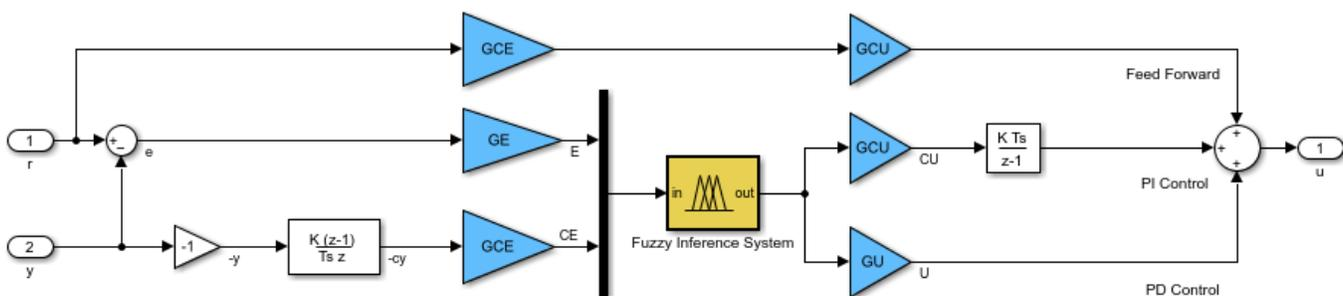 GCE
GCU
Feed Forward
1
r
+
−
e
GE
E
GCU
CU
K Ts
z-1
+
+
+
1
u
PI Control
in
out
Fuzzy Inference System
2
y
-1
-y
K (z-1)
Ts z
-cy
GCE
CE
GU
U
PD Control